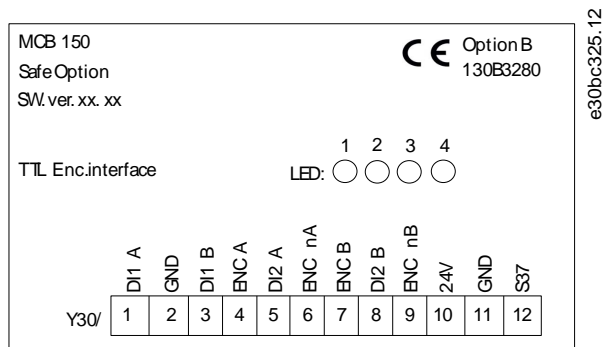 MCB 150
Safe Option
SW. ver. xx. xx
CE Option B
130B3280
e30bc325.12
TTL Enc.interface
LED: 1 2 3 4
DI1 A
GND
DI1 B
ENC A
DI2 A
ENC nA
ENC B
DI2 B
ENC nB
24V
GND
S37
Y30/ 1 2 3 4 5 6 7 8 9 10 11 12